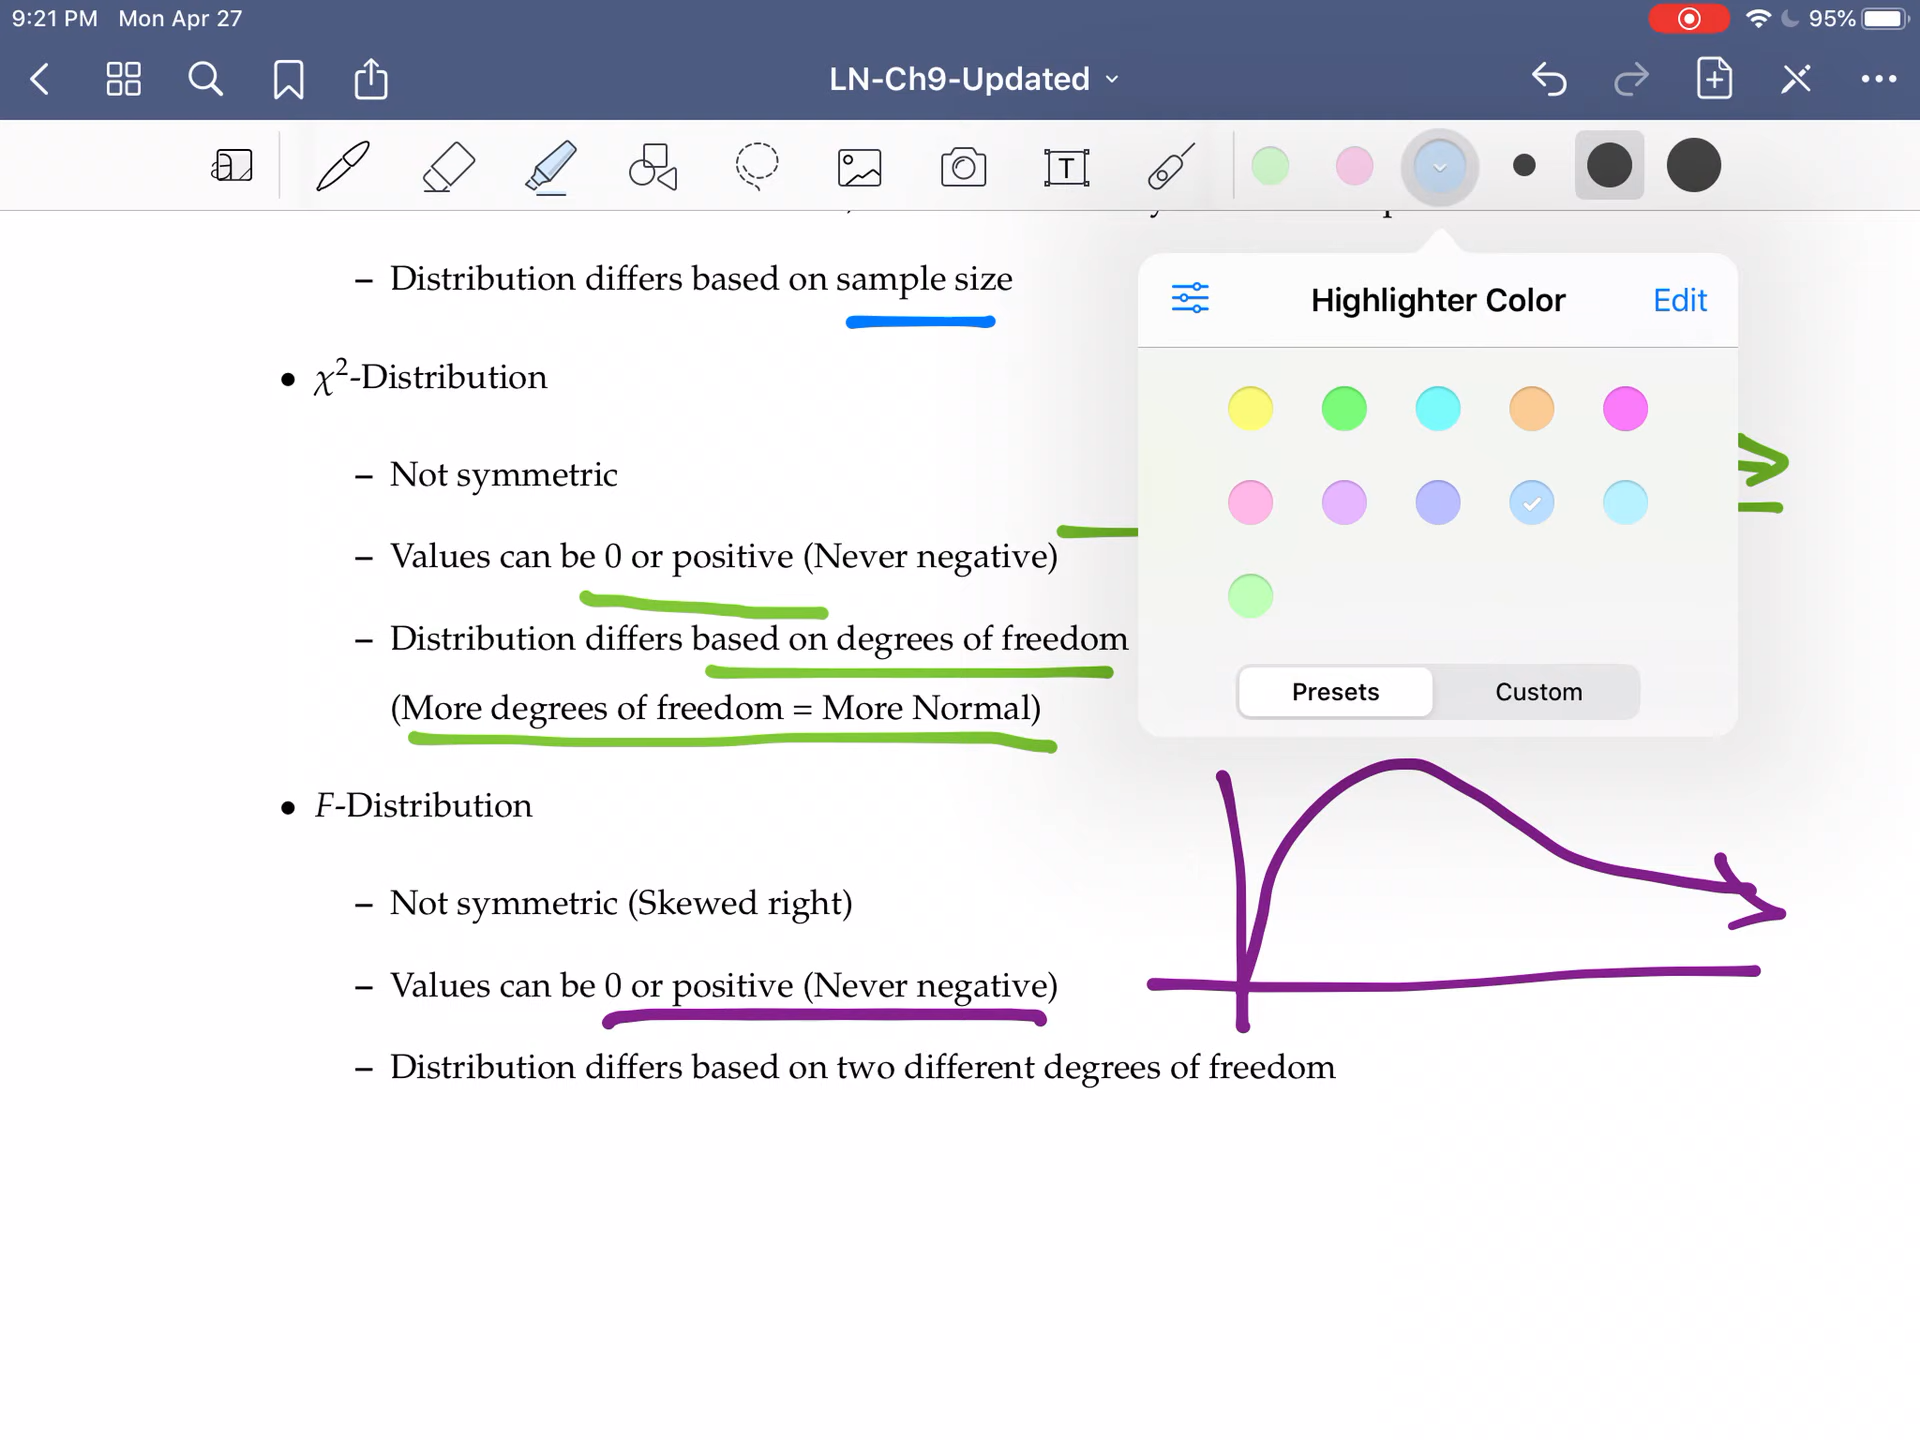 9:21 PM Mon Apr 27
95%
LN-Ch9-Updated
T
– Distribution differs based on sample size
Highlighter Color
Edit
• χ²-Distribution
– Not symmetric
– Values can be 0 or positive (Never negative)
– Distribution differs based on degrees of freedom
(More degrees of freedom = More Normal)
Presets
Custom
• F-Distribution
– Not symmetric (Skewed right)
– Values can be 0 or positive (Never negative)
– Distribution differs based on two different degrees of freedom